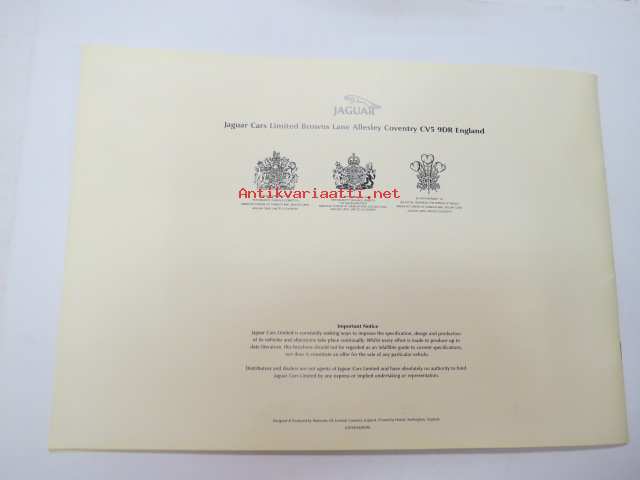 JAGUAR
Jaguar Cars Limited Browns Lane Allesley Coventry CV5 9DR England
Antikvariaatti.net
Important Notice
Jaguar Cars Limited is constantly seeking ways to improve the specification, design and production
of its vehicles and alterations take place continually. Whilst every effort is made to produce up to
date literature, this brochure should not be regarded as an infallible guide to current specifications,
nor does it constitute an offer for the sale of any particular vehicle.
Distributors and dealers are not agents of Jaguar Cars Limited and have absolutely no authority to bind
Jaguar Cars Limited by any express or implied undertaking or representation.